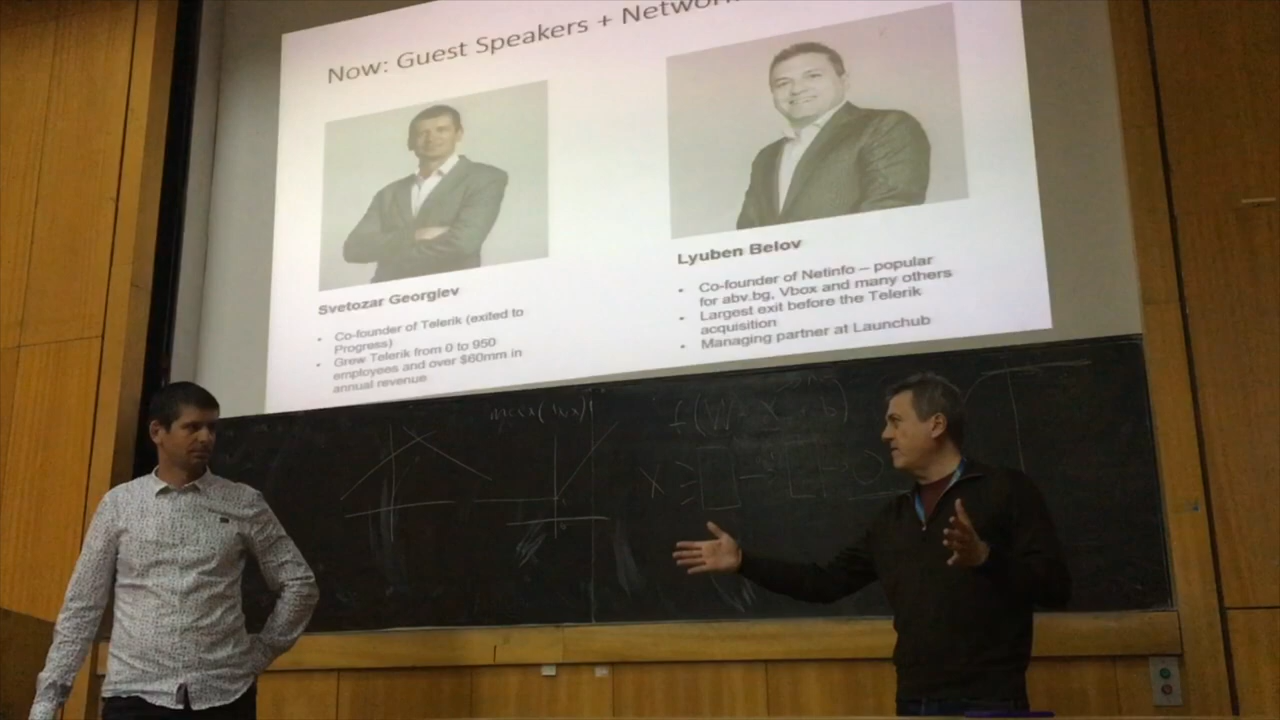 Now: Guest Speakers + Network
Svetozar Georgiev
• Co-founder of Telerik (exited to
Progress)
• Grew Telerik from 0 to 950
employees and over $60mm in
annual revenue
Lyuben Belov
• Co-founder of Netinfo – popular
for abv.bg, Vbox and many others
• Largest exit before the Telerik
acquisition
• Managing partner at Launchub
X